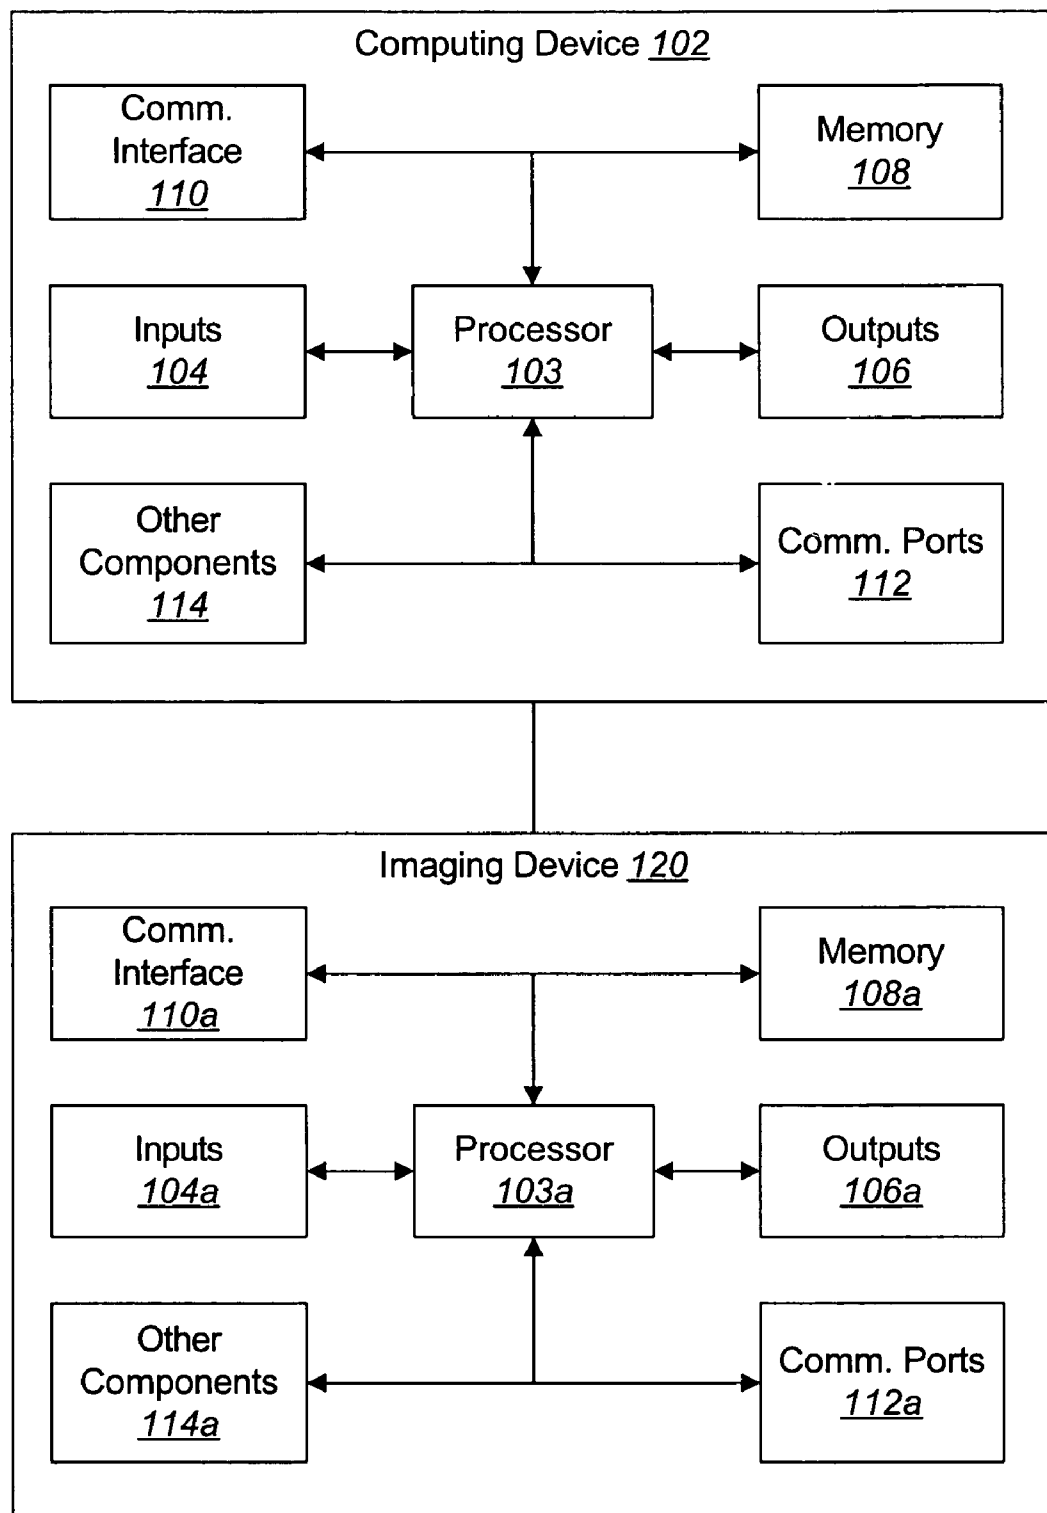 Computing Device 102
Comm.
Interface
110
Memory
108
Inputs
104
Processor
103
Outputs
106
Other
Components
114
Comm. Ports
112
Imaging Device 120
Comm.
Interface
110a
Memory
108a
Inputs
104a
Processor
103a
Outputs
106a
Other
Components
114a
Comm. Ports
112a